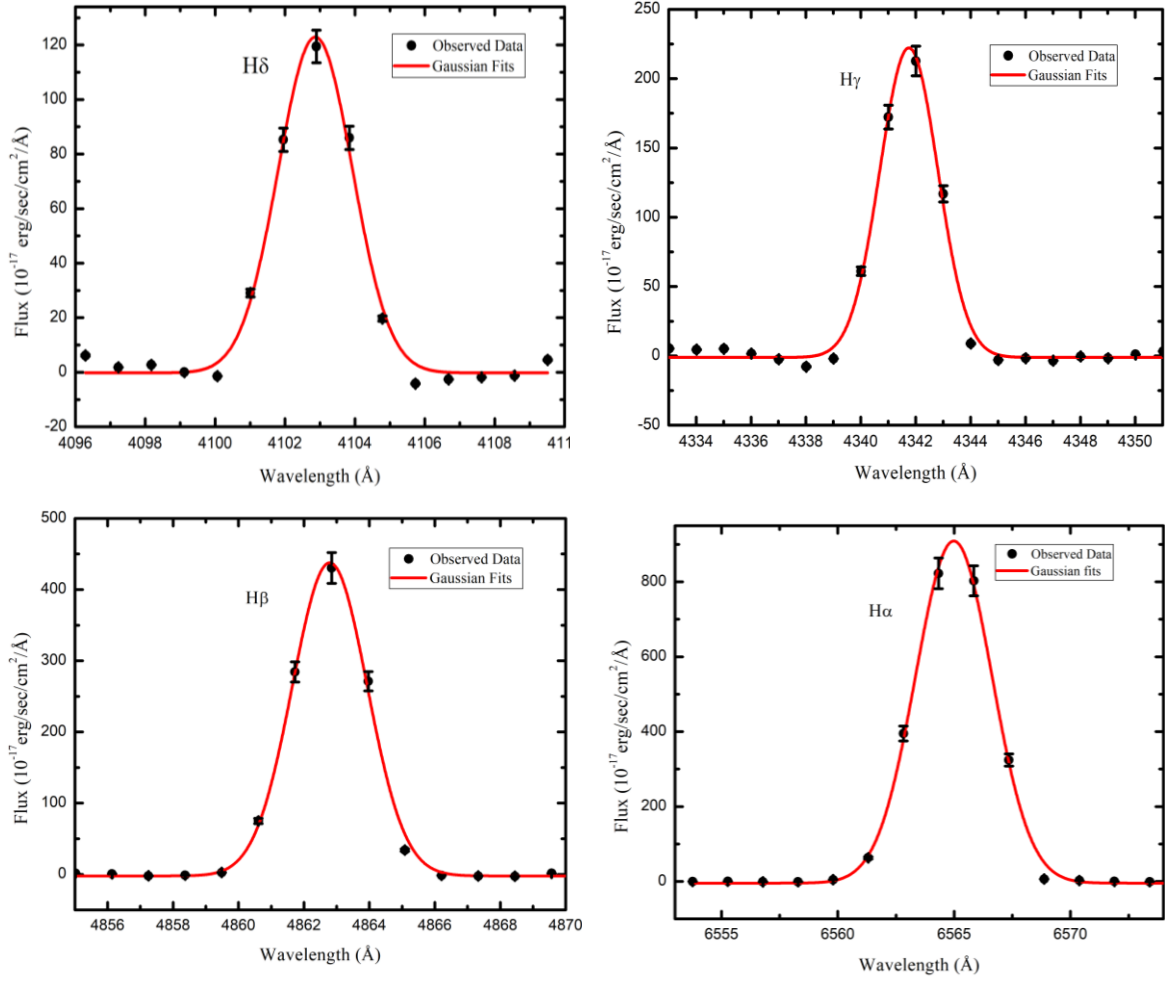 120
100
80
60
40
20
0
-20
Flux (10⁻¹⁷ erg/sec/cm²/Å)
Hδ
Observed Data
Gaussian Fits
4096 4098 4100 4102 4104 4106 4108 411
Wavelength (Å)
250
200
150
100
50
0
-50
Flux (10⁻¹⁷ erg/sec/cm²/Å)
Hγ
Observed Data
Gaussian Fits
4334 4336 4338 4340 4342 4344 4346 4348 4350
Wavelength (Å)
500
400
300
200
100
0
Flux (10⁻¹⁷ erg/sec/cm²/Å)
Hβ
Observed Data
Gaussian Fits
4856 4858 4860 4862 4864 4866 4868 4870
Wavelength (Å)
800
600
400
200
0
Flux (10⁻¹⁷ erg/sec/cm²/Å)
Hα
Observed Data
Gaussian fits
6555 6560 6565 6570
Wavelength (Å)